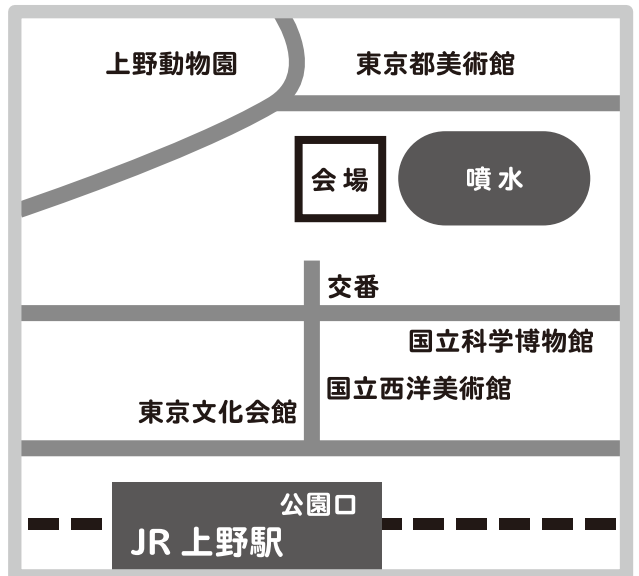 上野動物園
東京都美術館
会場
噴水
交番
国立科学博物館
国立西洋美術館
東京文化会館
公園口
JR 上野駅